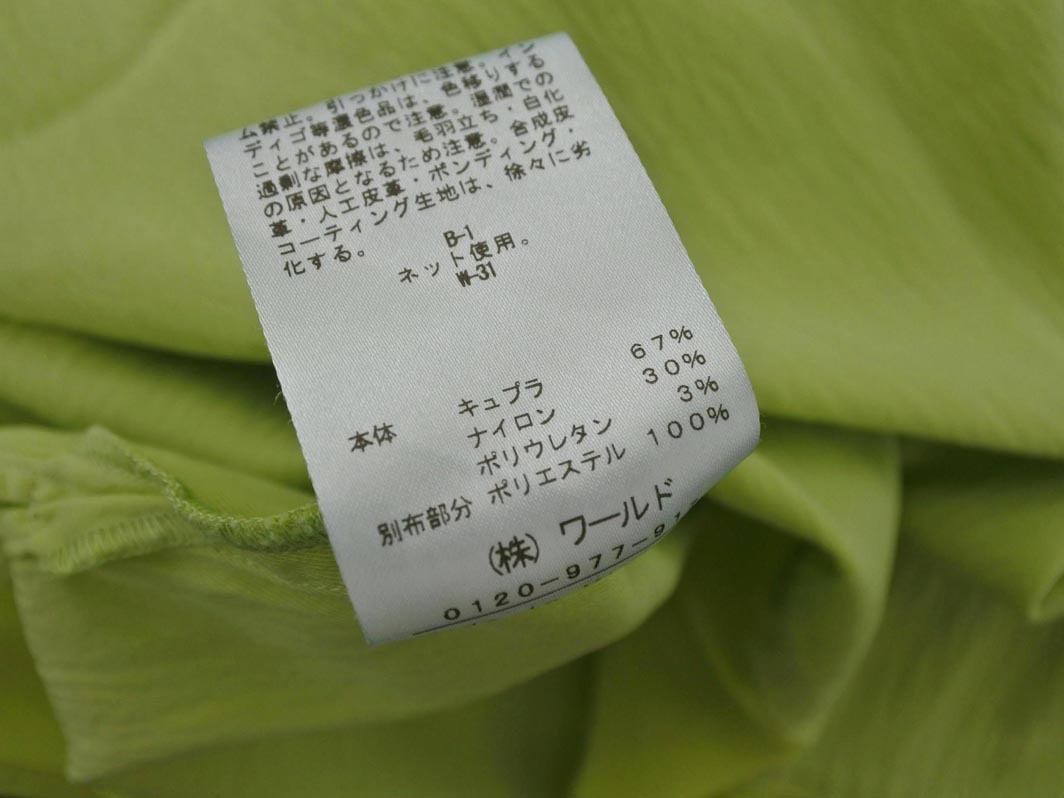 ム禁止。引っかけに注意。イン
ディゴ等濃色品は、色移りする
ことがあるので注意。湿潤での
過剰な摩擦は、毛羽立ち・白化
の原因となるため注意。合成皮
革・人工皮革・ボンディング・
コーティング生地は、徐々に劣
化する。
B-1
ネット使用。
W-31
本体 キュプラ 67%
ナイロン 30%
ポリウレタン 3%
別布部分 ポリエステル 100%
(株) ワールド
0120-977-9